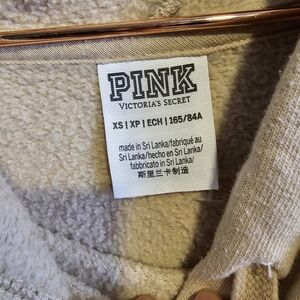 PINK
VICTORIA'S SECRET
XS | XP | ECH | 165/84A
made in Sri Lanka/fabriqué au
Sri Lanka/hecho en Sri Lanka/
fabbricato in Sri Lanka/
斯里兰卡制造